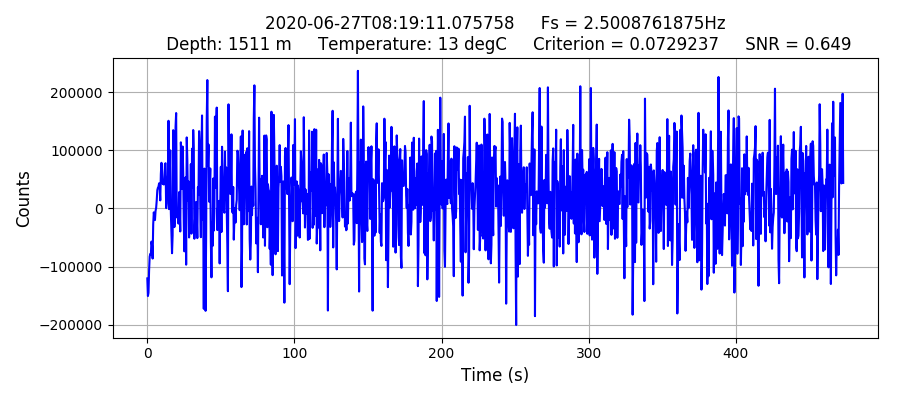 2020-06-27T08:19:11.075758 Fs = 2.5008761875Hz
Depth: 1511 m Temperature: 13 degC Criterion = 0.0729237 SNR = 0.649
200000
100000
0
−100000
−200000
Counts
0 100 200 300 400
Time (s)